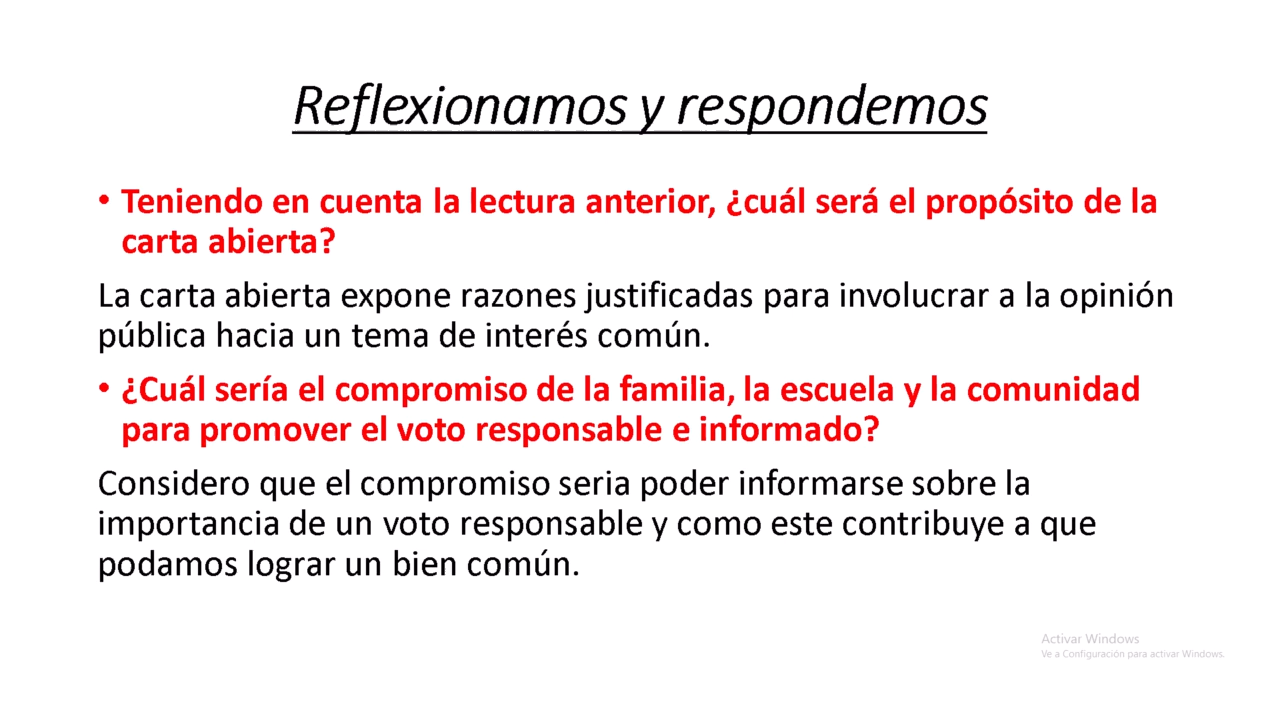 Reflexionamos y respondemos
• Teniendo en cuenta la lectura anterior, ¿cuál será el propósito de la
carta abierta?
La carta abierta expone razones justificadas para involucrar a la opinión
pública hacia un tema de interés común.
• ¿Cuál sería el compromiso de la familia, la escuela y la comunidad
para promover el voto responsable e informado?
Considero que el compromiso seria poder informarse sobre la
importancia de un voto responsable y como este contribuye a que
podamos lograr un bien común.
Activar Windows
Ve a Configuración para activar Windows.